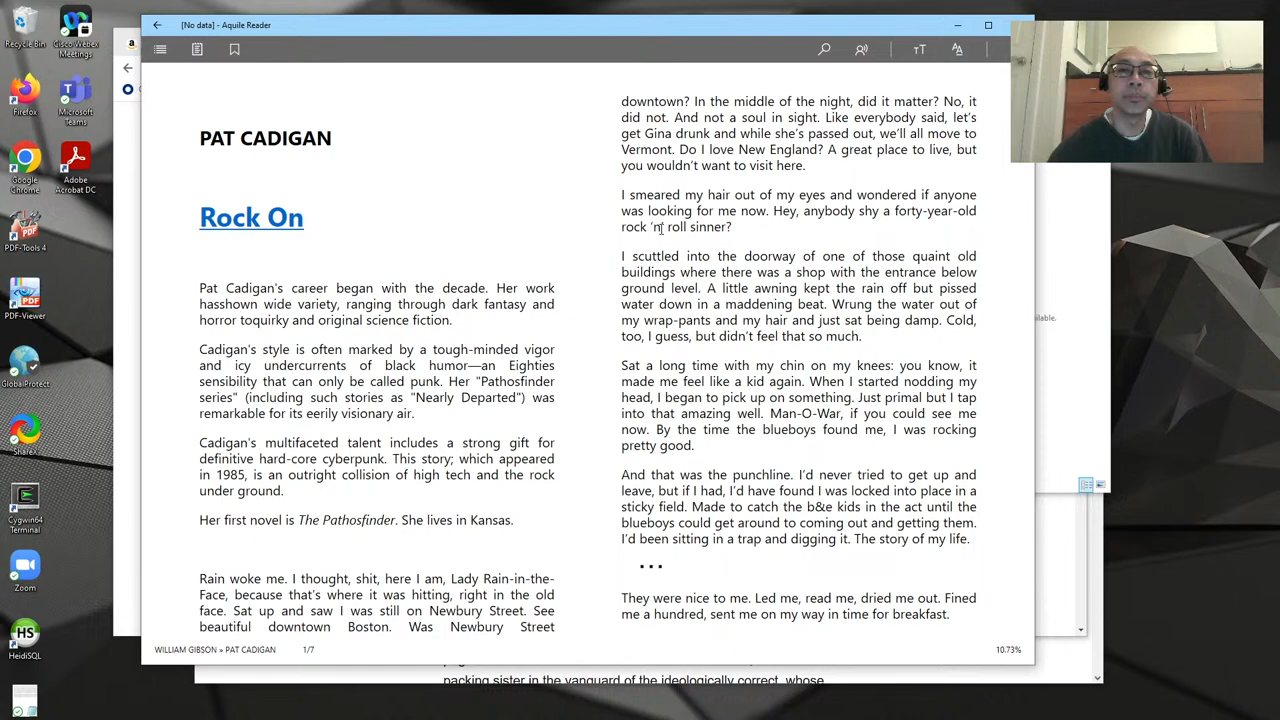 [No data] - Aquile Reader
Recycle Bin
Cisco Webex
Meetings
Firefox
Microsoft
Teams
Google
Chrome
Adobe
Acrobat DC
PDF-Tools 4
PDF-Viewer
GlobalProtect
ShareX
Cygwin64
Terminal
Zoom
HeidiSQL
PAT CADIGAN
Rock On
Pat Cadigan's career began with the decade. Her work
hasshown wide variety, ranging through dark fantasy and
horror toquirky and original science fiction.
Cadigan's style is often marked by a tough-minded vigor
and icy undercurrents of black humor—an Eighties
sensibility that can only be called punk. Her "Pathosfinder
series" (including such stories as "Nearly Departed") was
remarkable for its eerily visionary air.
Cadigan's multifaceted talent includes a strong gift for
definitive hard-core cyberpunk. This story; which appeared
in 1985, is an outright collision of high tech and the rock
under ground.
Her first novel is The Pathosfinder. She lives in Kansas.
Rain woke me. I thought, shit, here I am, Lady Rain-in-the-
Face, because that's where it was hitting, right in the old
face. Sat up and saw I was still on Newbury Street. See
beautiful downtown Boston. Was Newbury Street
downtown? In the middle of the night, did it matter? No, it
did not. And not a soul in sight. Like everybody said, let's
get Gina drunk and while she's passed out, we'll all move to
Vermont. Do I love New England? A great place to live, but
you wouldn't want to visit here.
I smeared my hair out of my eyes and wondered if anyone
was looking for me now. Hey, anybody shy a forty-year-old
rock 'n' roll sinner?
I scuttled into the doorway of one of those quaint old
buildings where there was a shop with the entrance below
ground level. A little awning kept the rain off but pissed
water down in a maddening beat. Wrung the water out of
my wrap-pants and my hair and just sat being damp. Cold,
too, I guess, but didn't feel that so much.
Sat a long time with my chin on my knees: you know, it
made me feel like a kid again. When I started nodding my
head, I began to pick up on something. Just primal but I tap
into that amazing well. Man-O-War, if you could see me
now. By the time the blueboys found me, I was rocking
pretty good.
And that was the punchline. I'd never tried to get up and
leave, but if I had, I'd have found I was locked into place in a
sticky field. Made to catch the b&e kids in the act until the
blueboys could get around to coming out and getting them.
I'd been sitting in a trap and digging it. The story of my life.
...
They were nice to me. Led me, read me, dried me out. Fined
me a hundred, sent me on my way in time for breakfast.
WILLIAM GIBSON » PAT CADIGAN 1/7
10.73%
packing sister in the vanguard of the ideologically correct, whose